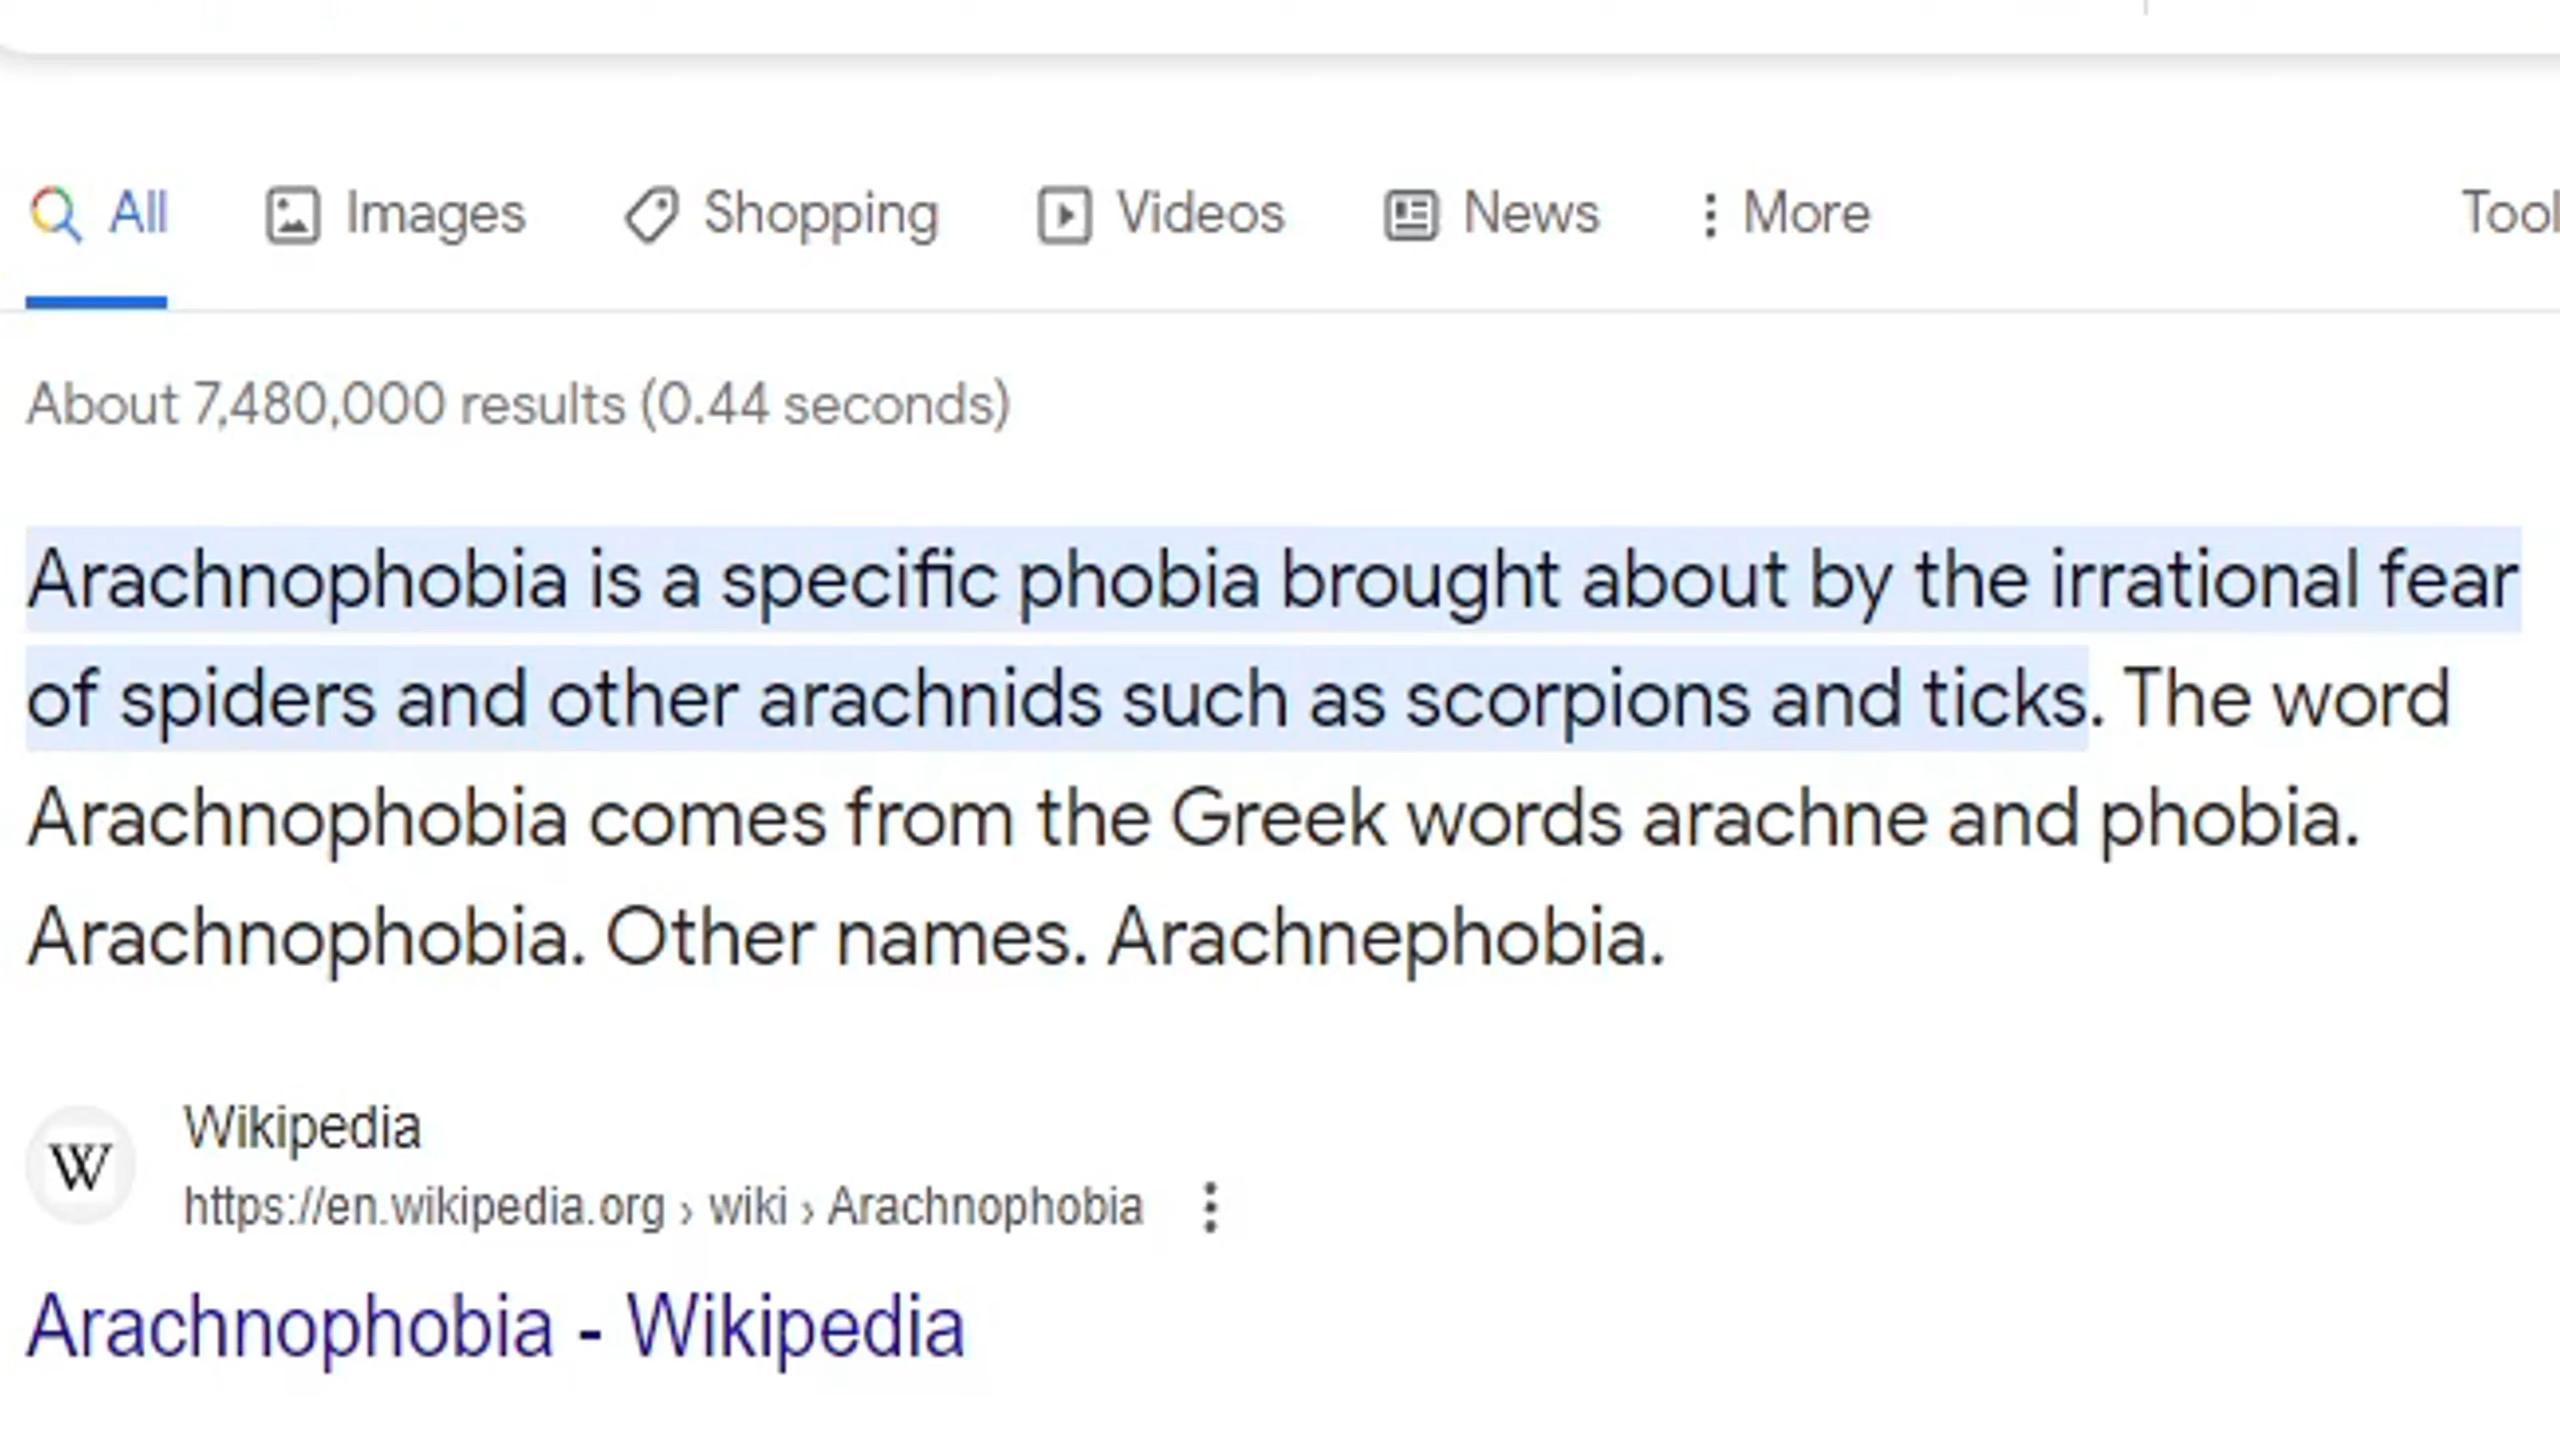 All Images Shopping Videos News More Tool
About 7,480,000 results (0.44 seconds)
Arachnophobia is a specific phobia brought about by the irrational fear
of spiders and other arachnids such as scorpions and ticks. The word
Arachnophobia comes from the Greek words arachne and phobia.
Arachnophobia. Other names. Arachnephobia.
W
Wikipedia
https://en.wikipedia.org › wiki › Arachnophobia
Arachnophobia - Wikipedia